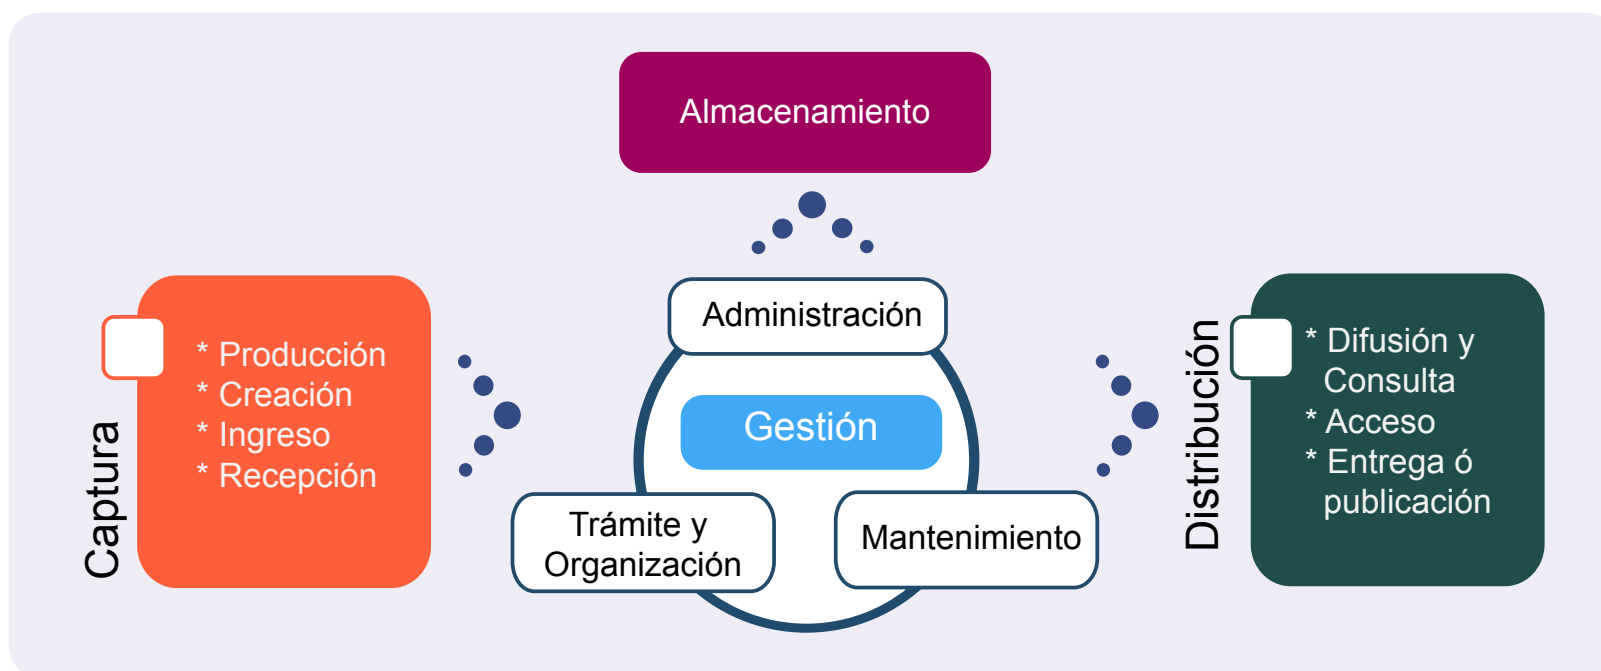 Almacenamiento
Captura
* Producción
* Creación
* Ingreso
* Recepción
Administración
Gestión
Trámite y
Organización
Mantenimiento
Distribución
* Difusión y
Consulta
* Acceso
* Entrega ó
publicación